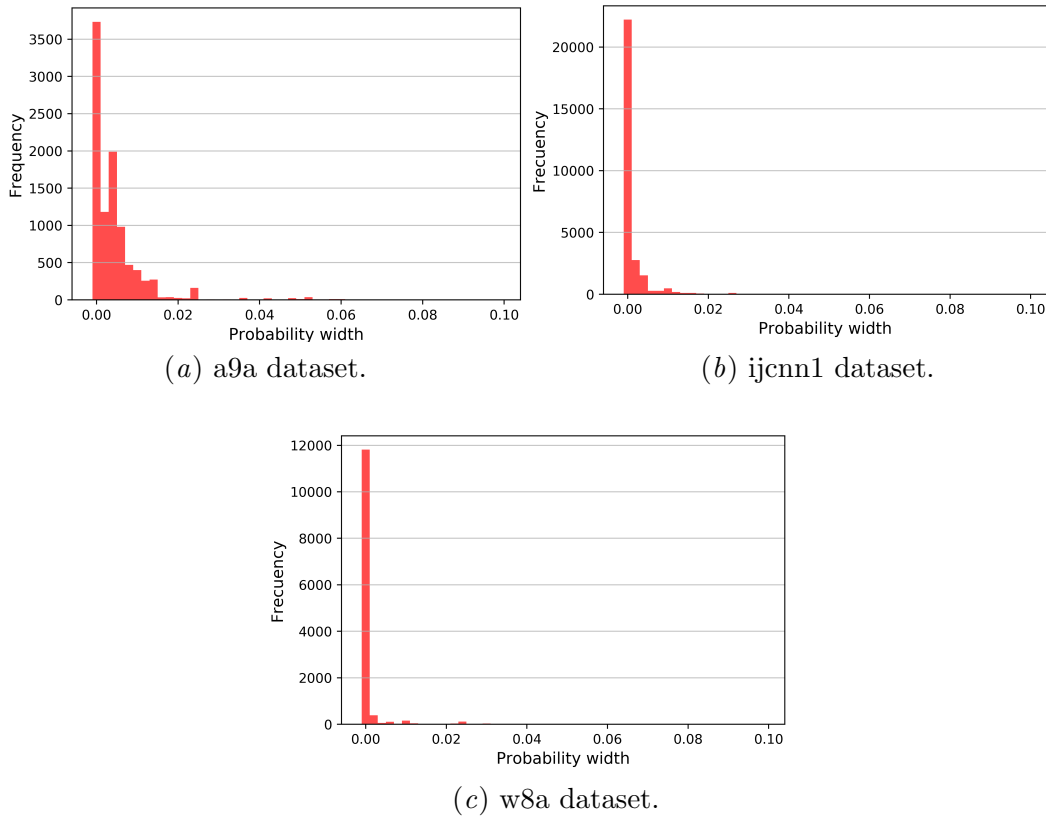 3500
3000
2500
2000
1500
1000
500
0
Frequency
0.00 0.02 0.04 0.06 0.08 0.10
Probability width
(a) a9a dataset.
20000
15000
10000
5000
0
Frecuency
0.00 0.02 0.04 0.06 0.08 0.10
Probability width
(b) ijcnn1 dataset.
12000
10000
8000
6000
4000
2000
0
Frecuency
0.00 0.02 0.04 0.06 0.08 0.10
Probability width
(c) w8a dataset.